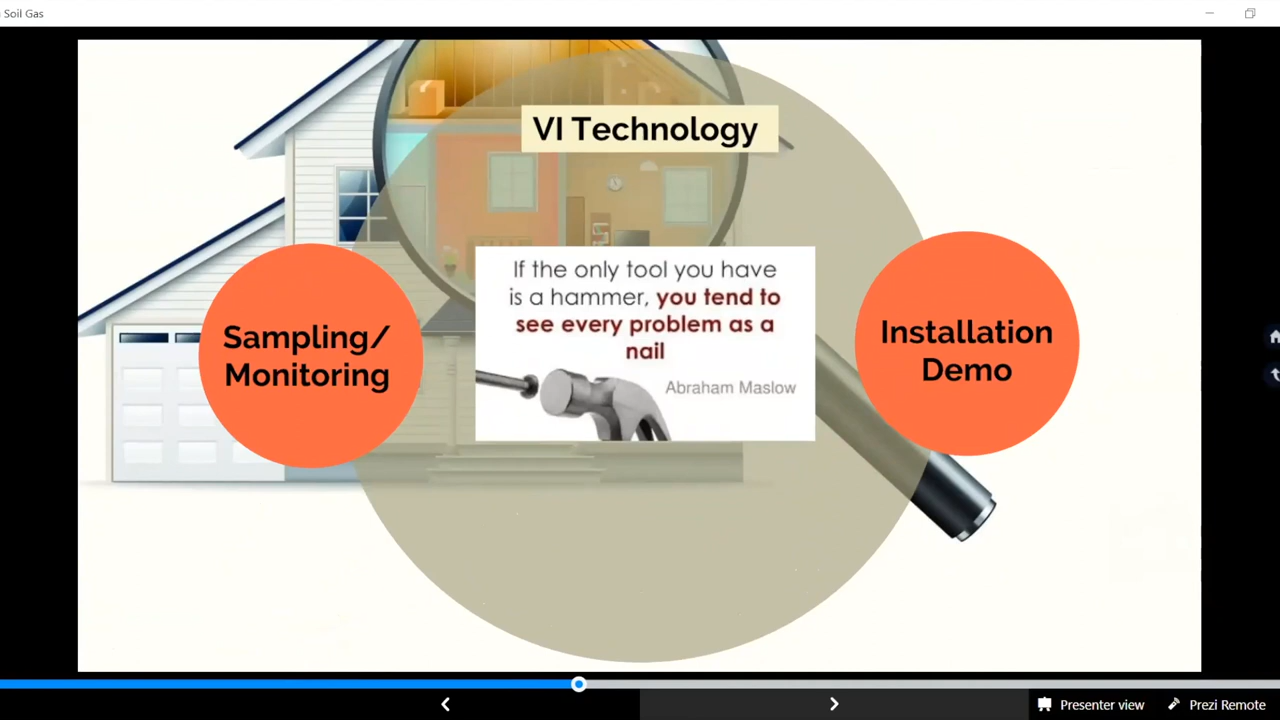 Soil Gas
VI Technology
If the only tool you have
is a hammer, you tend to
see every problem as a
nail
Abraham Maslow
Sampling/
Monitoring
Installation
Demo
Presenter view
Prezi Remote